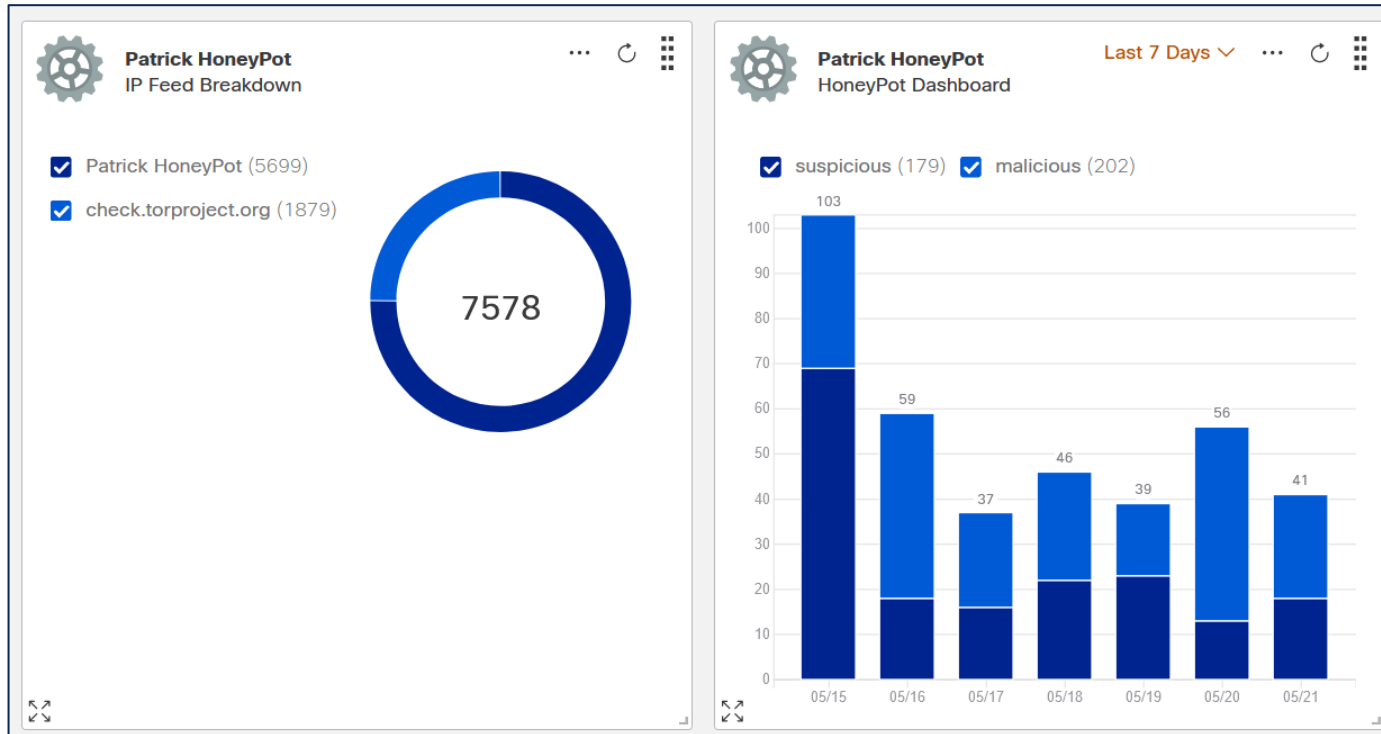 Patrick HoneyPot
IP Feed Breakdown
Patrick HoneyPot (5699)
check.torproject.org (1879)
7578
Patrick HoneyPot
HoneyPot Dashboard
Last 7 Days
suspicious (179) malicious (202)
103
100
90
80
70
60
50
40
30
20
10
0
59
37
46
39
56
41
05/15 05/16 05/17 05/18 05/19 05/20 05/21